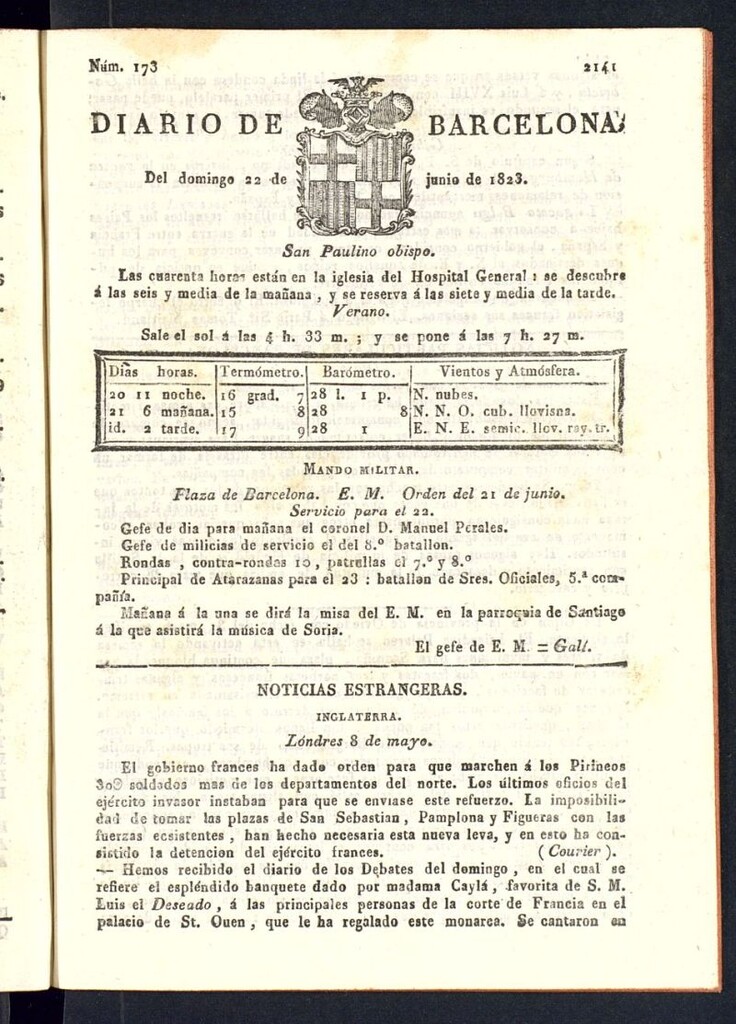 Núm. 173 2141
DIARIO DE BARCELONA,
Del domingo 22 de junio de 1823.
San Paulino obispo.
Las cuarenta horas están en la iglesia del Hospital General: se descubre
á las seis y media de la mañana, y se reserva á las siete y media de la tarde.
Verano.
Sale el sol á las 4 h. 33 m.; y se pone á las 7 h. 27 m.
Dias horas. Termómetro. Barómetro. Vientos y Atmósfera.
20 11 noche. 16 grad. 7 28 l. 1 p. N. nubes.
21 6 mañana. 15 8 28 8 N. N. O. cub. llovisna.
id. 2 tarde. 17 9 28 1 E. N. E. semic. llov. ray. tr.
MANDO MILITAR.
Plaza de Barcelona. E. M. Orden del 21 de junio.
Servicio para el 22.
Gefe de dia para mañana el coronel D. Manuel Perales.
Gefe de milicias de servicio el del 8.º batallon.
Rondas, contra-rondas 10, patrullas el 7.º y 8.º
Principal de Atarazanas para el 23: batallon de Sres. Oficiales, 5.ª com-
pañía.
Mañana á la una se dirá la misa del E. M. en la parroquia de Santiago
á la que asistirá la música de Soria.
El gefe de E. M. = Galí.
NOTICIAS ESTRANGERAS.
INGLATERRA.
Lóndres 8 de mayo.
El gobierno frances ha dado orden para que marchen á los Pirineos
soldados mas de los departamentos del norte. Los últimos oficios del
ejército invasor instaban para que se enviase este refuerzo. La imposibili-
dad de tomar las plazas de San Sebastian, Pamplona y Figueras con las
fuerzas ecsistentes, han hecho necesaria esta nueva leva, y en esto ha con-
sistido la detencion del ejército frances. (Courier).
— Hemos recibido el diario de los Debates del domingo, en el cual se
refiere el espléndido banquete dado por madama Caylá, favorita de S. M.
Luis el Deseado, á las principales personas de la corte de Francia en el
palacio de St. Ouen, que le ha regalado este monarca. Se cantaron en